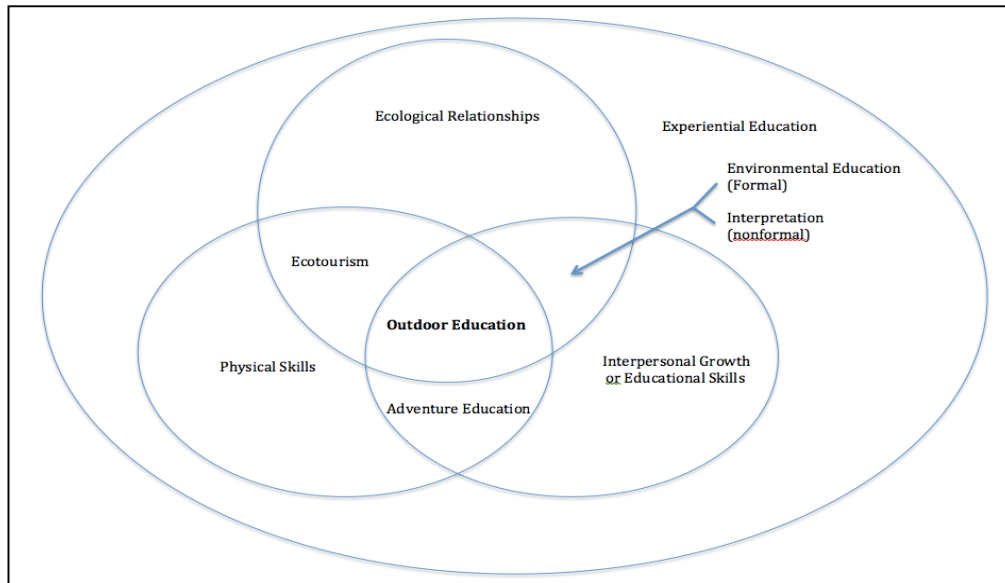 Ecological Relationships
Experiential Education
Environmental Education
(Formal)
Interpretation
(nonformal)
Ecotourism
Outdoor Education
Physical Skills
Interpersonal Growth
or Educational Skills
Adventure Education